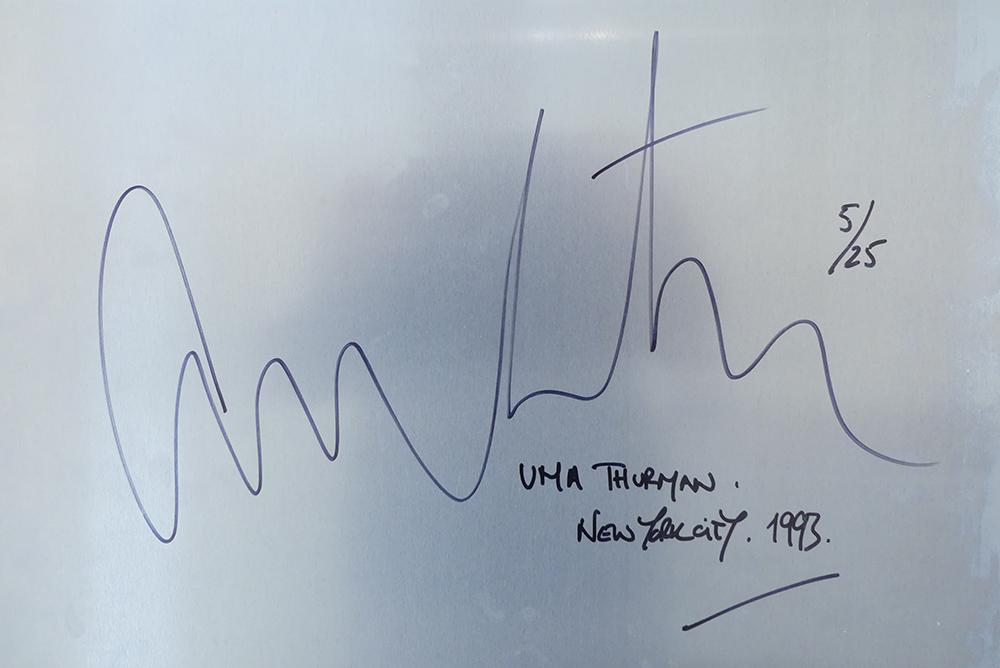 5/25
UMA THURMAN.
NEW YORK CITY. 1993.